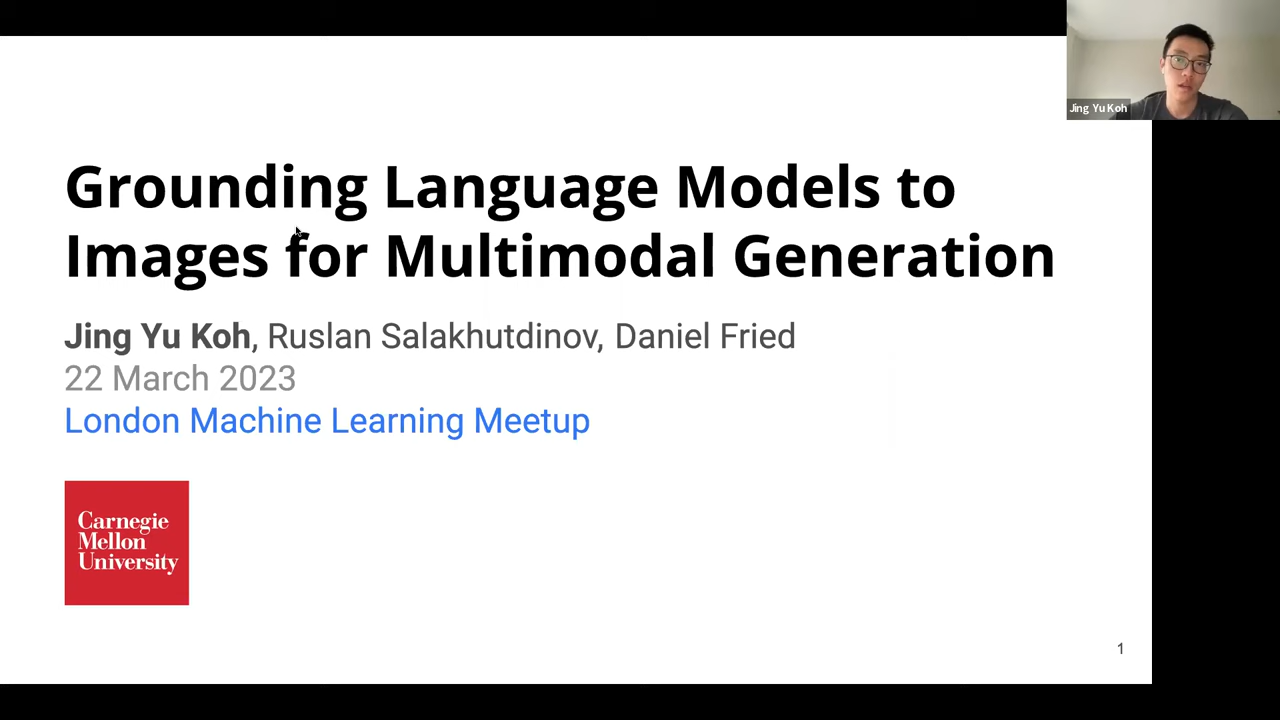 Jing Yu Koh
Grounding Language Models to
Images for Multimodal Generation
Jing Yu Koh, Ruslan Salakhutdinov, Daniel Fried
22 March 2023
London Machine Learning Meetup
Carnegie
Mellon
University
1